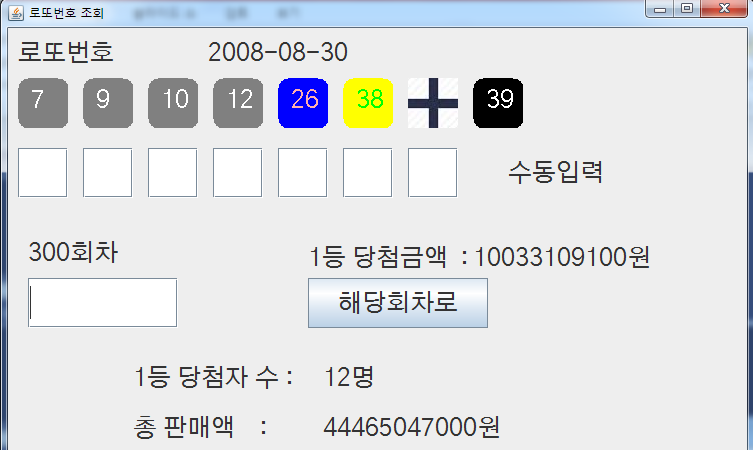 로또번호 조회
로또번호 2008-08-30
7 9 10 12 26 38 39
수동입력
300회차 1등 당첨금액 : 10033109100원
해당회차로
1등 당첨자 수 : 12명
총 판매액 : 44465047000원